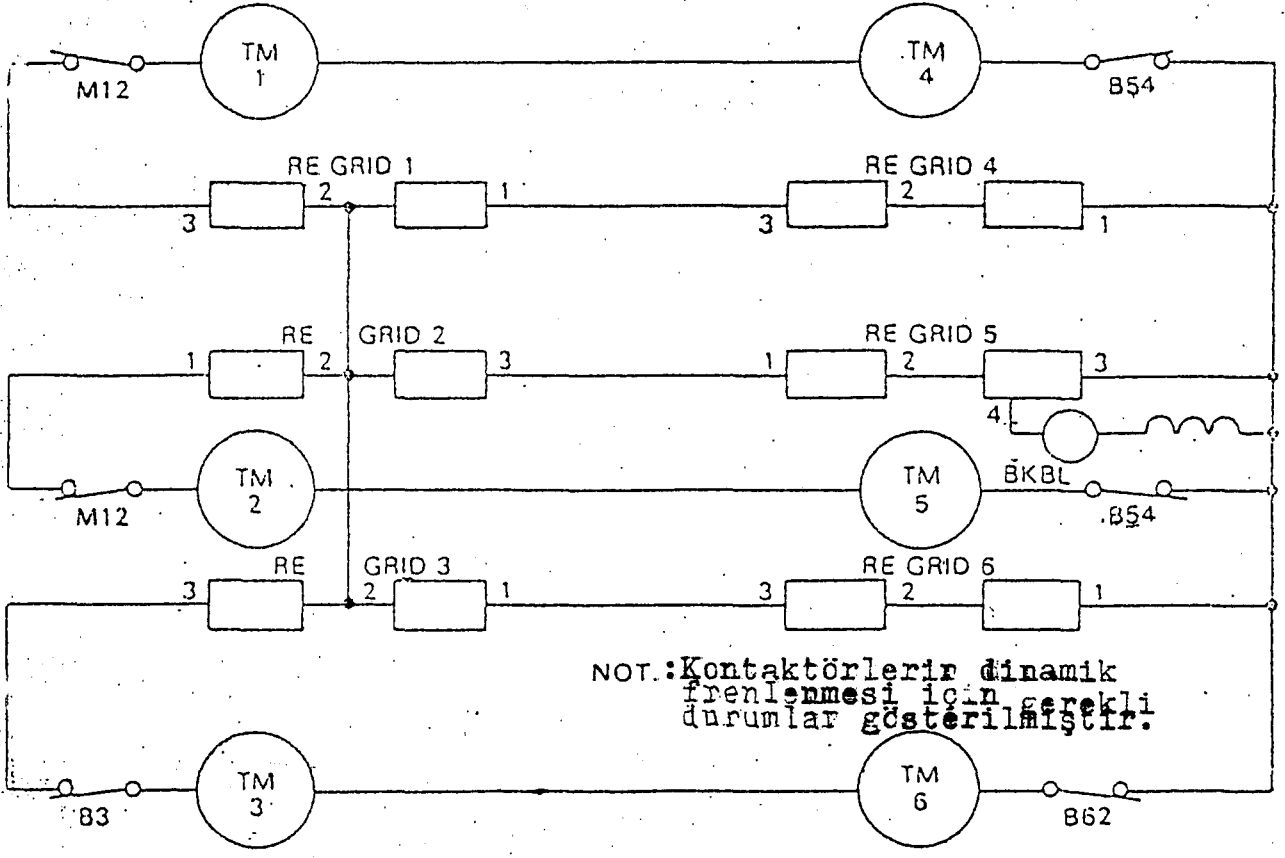 TM
1
.TM
4
M12
B54
RE GRID 1
RE GRID 4
3
2
1
3
2
1
RE GRID 2
RE GRID 5
1
2
3
1
2
3
4
TM
2
TM
5
BKBL
M12
.B54
RE GRID 3
RE GRID 6
3
2
1
3
2
1
NOT.:Kontaktörlerin dinamik
frenlenmesi için gerekli
durumlar gösterilmiştir.
TM
3
TM
6
B3
B62